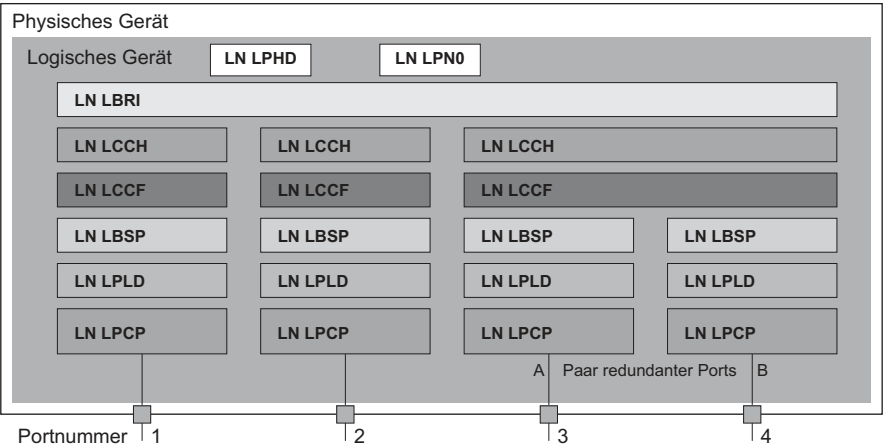 Physisches Gerät
Logisches Gerät LN LPHD LN LPN0
LN LBRI
LN LCCH LN LCCH LN LCCH
LN LCCF LN LCCF LN LCCF
LN LBSP LN LBSP LN LBSP LN LBSP
LN LPLD LN LPLD LN LPLD LN LPLD
LN LPCP LN LPCP LN LPCP LN LPCP
A Paar redundanter Ports B
Portnummer 1 2 3 4